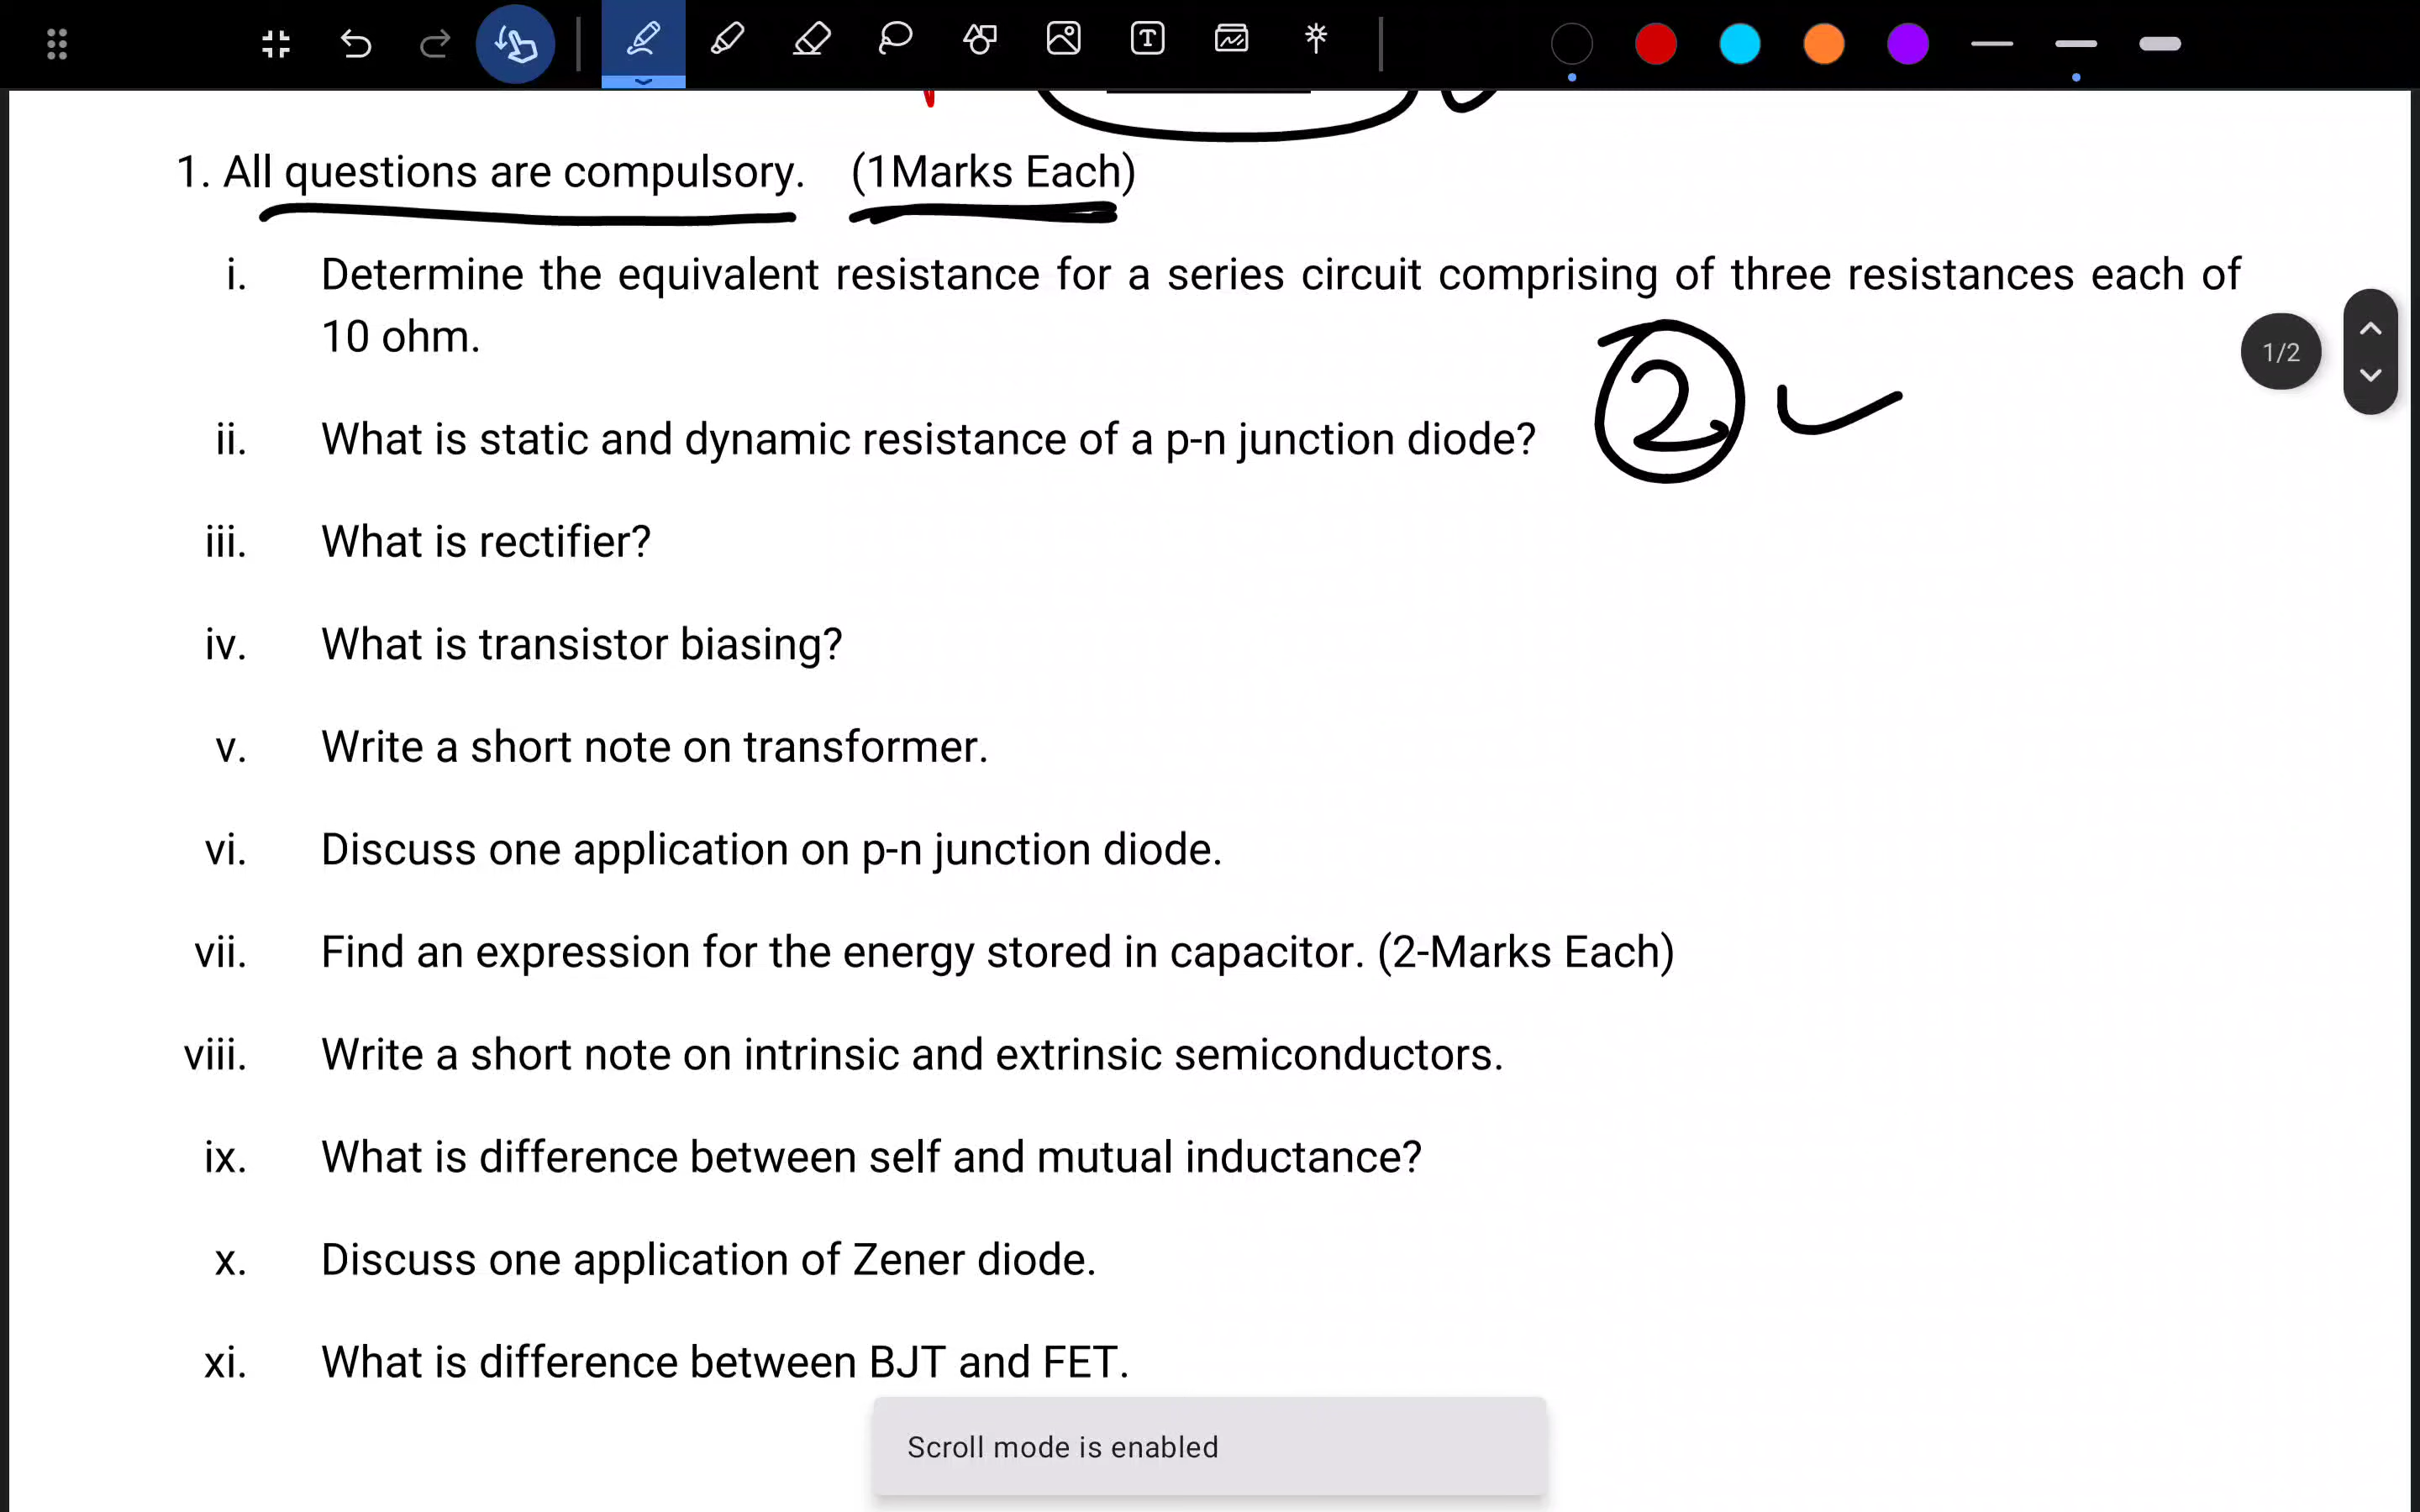 1. All questions are compulsory. (1Marks Each)
i. Determine the equivalent resistance for a series circuit comprising of three resistances each of
10 ohm.
1/2
2
ii. What is static and dynamic resistance of a p-n junction diode?
iii. What is rectifier?
iv. What is transistor biasing?
v. Write a short note on transformer.
vi. Discuss one application on p-n junction diode.
vii. Find an expression for the energy stored in capacitor. (2-Marks Each)
viii. Write a short note on intrinsic and extrinsic semiconductors.
ix. What is difference between self and mutual inductance?
x. Discuss one application of Zener diode.
xi. What is difference between BJT and FET.
Scroll mode is enabled